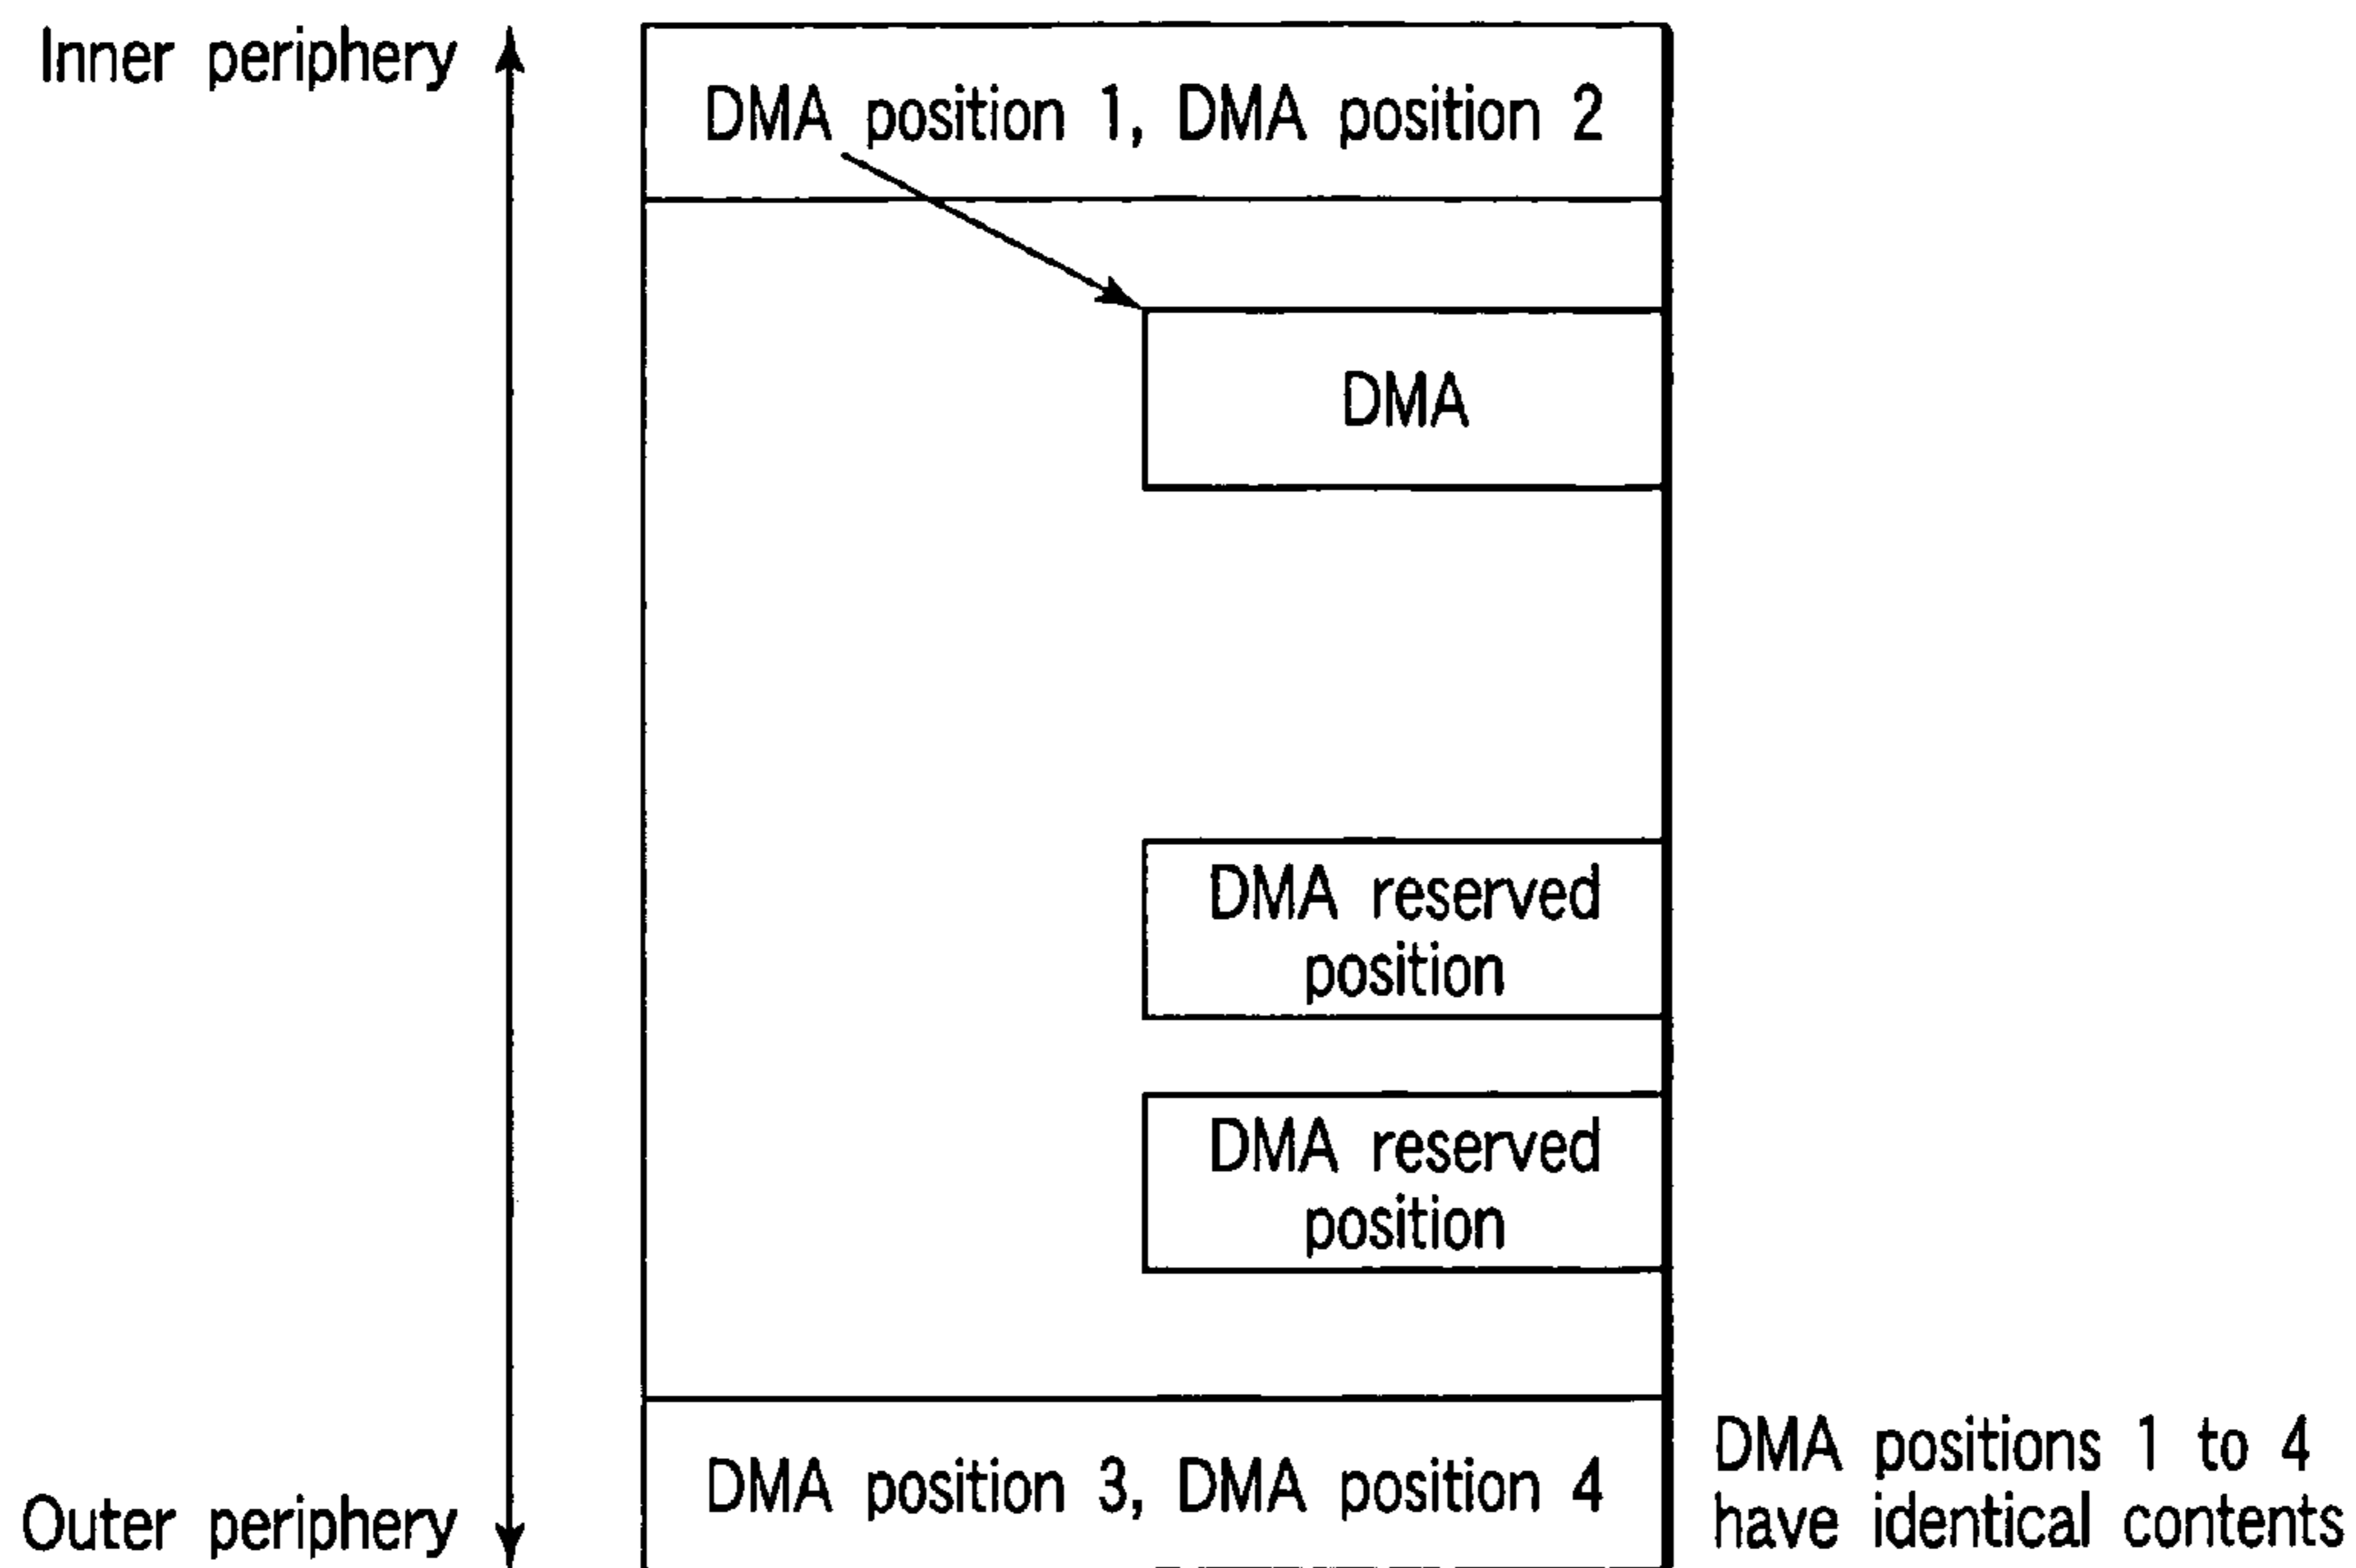 Inner periphery
DMA position 1, DMA position 2
DMA
DMA reserved
position
DMA reserved
position
DMA position 3, DMA position 4
Outer periphery
DMA positions 1 to 4
have identical contents